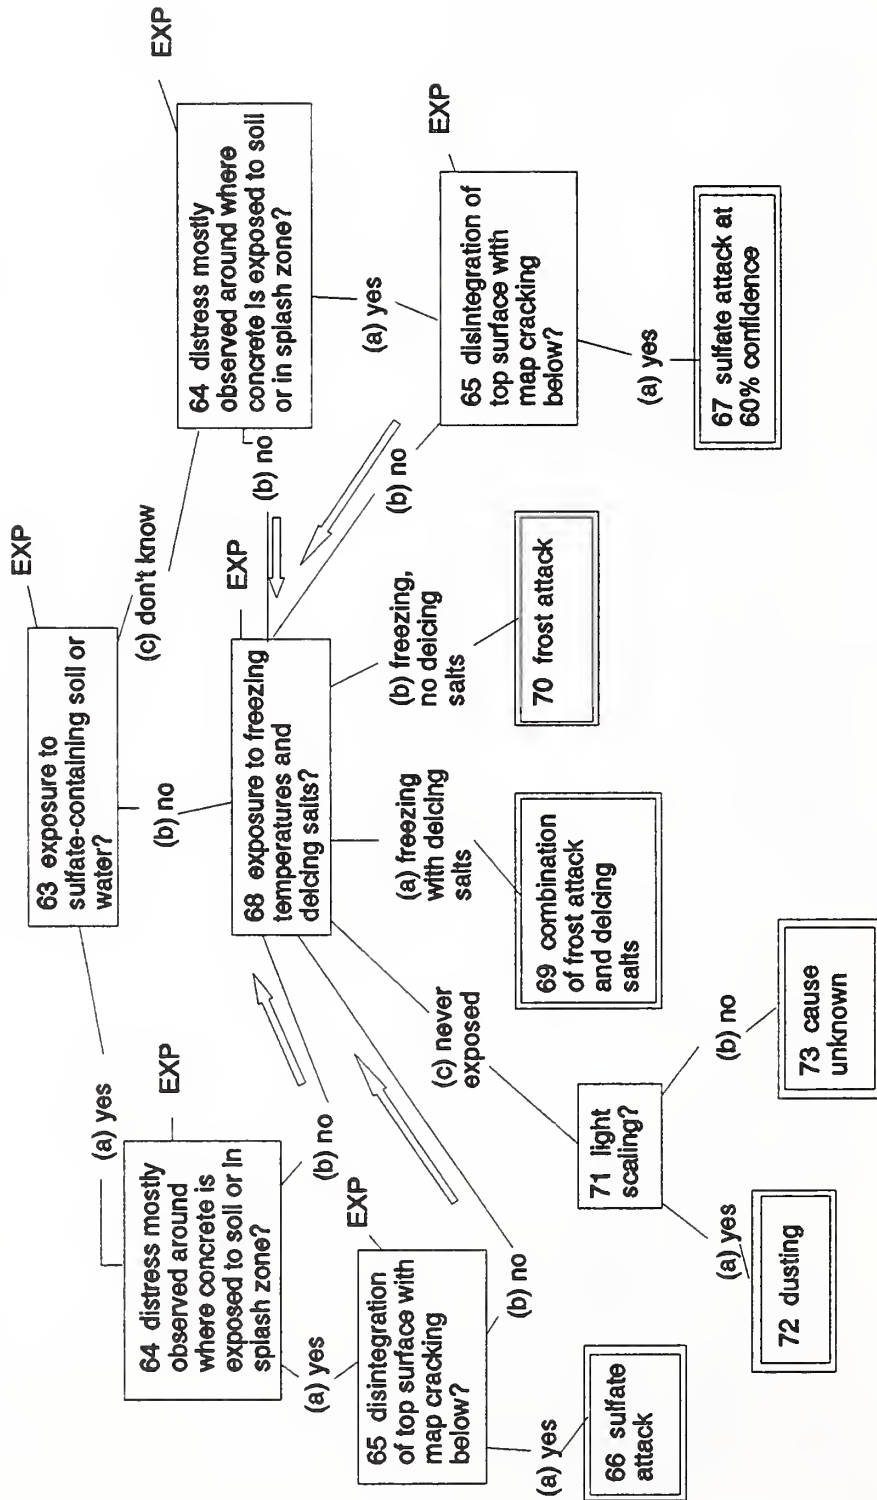 63 exposure to
sulfate-containing soil or
water?
EXP
(a) yes
(b) no
(c) don't know
64 distress mostly
observed around
where concrete is
exposed to soil or in
splash zone?
EXP
(a) yes
(b) no
65 disintegration
of top surface with
map cracking
below?
EXP
(a) yes
(b) no
66 sulfate
attack
64 distress mostly
observed around where
concrete is exposed to soil
or in splash zone?
EXP
(a) yes
(b) no
65 disintegration of
top surface with
map cracking
below?
EXP
(a) yes
(b) no
67 sulfate attack at
60% confidence
68 exposure to freezing
temperatures and
deicing salts?
EXP
(c) never
exposed
(a) freezing
with deicing
salts
(b) freezing,
no deicing
salts
71 light
scaling?
(a) yes
(b) no
72 dusting
73 cause
unknown
69 combination
of frost attack
and deicing
salts
70 frost attack